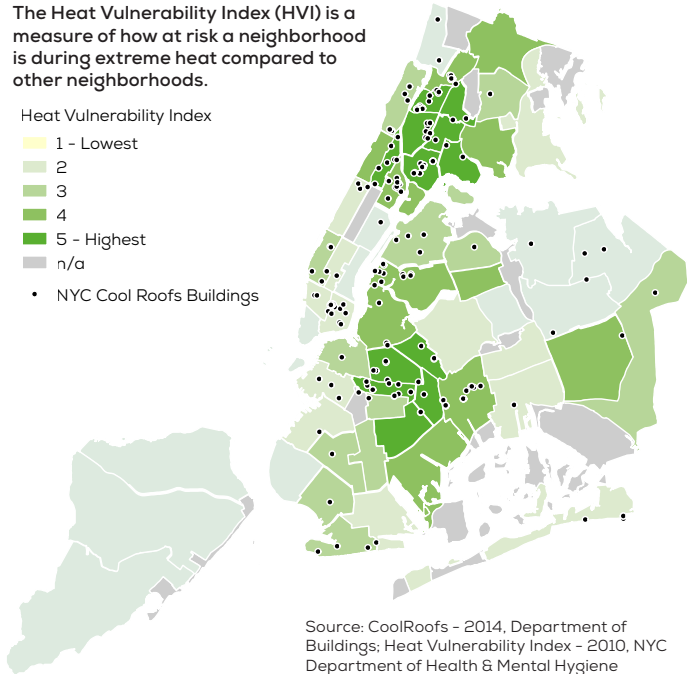 The Heat Vulnerability Index (HVI) is a
measure of how at risk a neighborhood
is during extreme heat compared to
other neighborhoods.
Heat Vulnerability Index
1 - Lowest
2
3
4
5 - Highest
n/a
• NYC Cool Roofs Buildings
Source: CoolRoofs - 2014, Department of
Buildings; Heat Vulnerability Index - 2010, NYC
Department of Health & Mental Hygiene